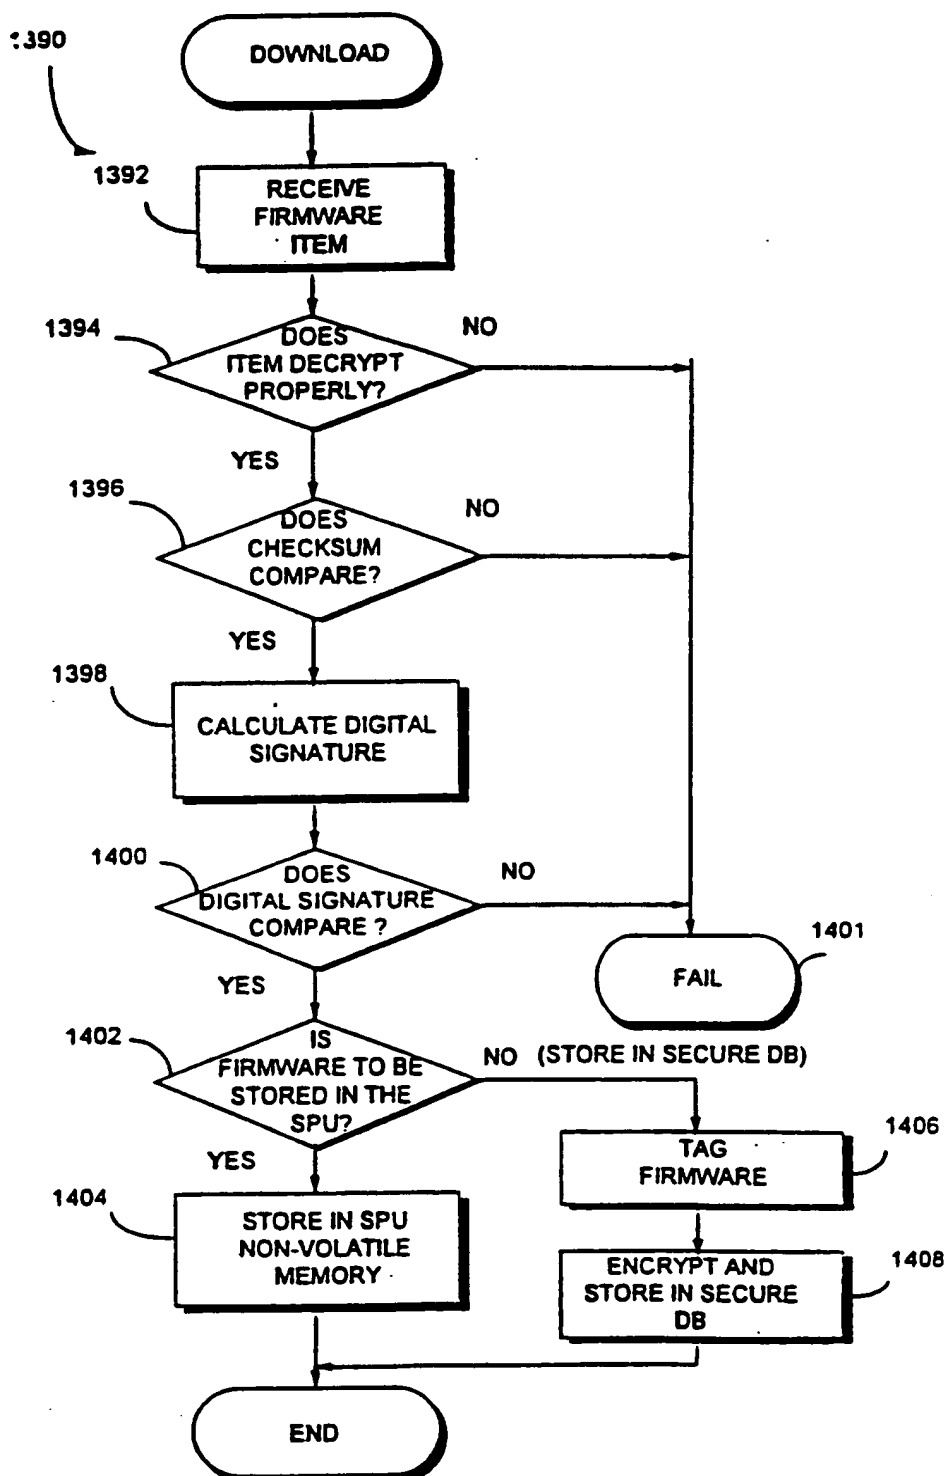 1390
DOWNLOAD
1392
RECEIVE
FIRMWARE
ITEM
1394
DOES
ITEM DECRYPT
PROPERLY?
NO
YES
1396
DOES
CHECKSUM
COMPARE?
NO
YES
1398
CALCULATE DIGITAL
SIGNATURE
1400
DOES
DIGITAL SIGNATURE
COMPARE ?
NO
1401
FAIL
YES
1402
IS
FIRMWARE TO BE
STORED IN THE
SPU?
NO (STORE IN SECURE DB)
1406
TAG
FIRMWARE
YES
1404
STORE IN SPU
NON-VOLATILE
MEMORY
1408
ENCRYPT AND
STORE IN SECURE
DB
END